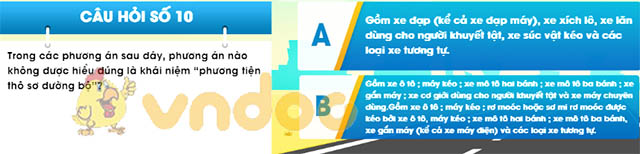 CÂU HỎI SỐ 10
Trong các phương án sau đây, phương án nào
không được hiểu đúng là khái niệm "phương tiện
thô sơ đường bộ"?
vndoc
A
Gồm xe đạp (kể cả xe đạp máy), xe xích lô, xe lăn
dùng cho người khuyết tật, xe súc vật kéo và các
loại xe tương tự.
B
Gồm xe ô tô ; máy kéo ; xe mô tô hai bánh ; xe mô tô ba bánh ; xe
gắn máy ; xe cơ giới dùng cho người khuyết tật và xe máy chuyên
dùng.Gồm xe ô tô ; máy kéo ; rơ moóc hoặc sơ mi rơ moóc được
kéo bởi xe ô tô, máy kéo ; xe mô tô hai bánh ; xe mô tô ba bánh,
xe gắn máy (kể cả xe máy điện) và các loại xe tương tự.